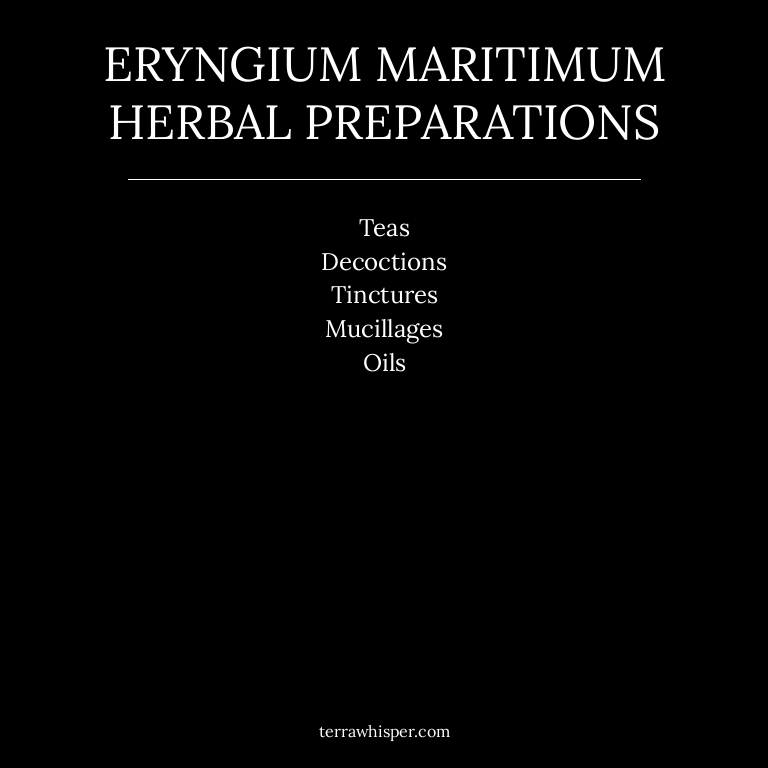 ERYNGIUM MARITIMUM
HERBAL PREPARATIONS
Teas
Decoctions
Tinctures
Mucillages
Oils
terrawhisper.com